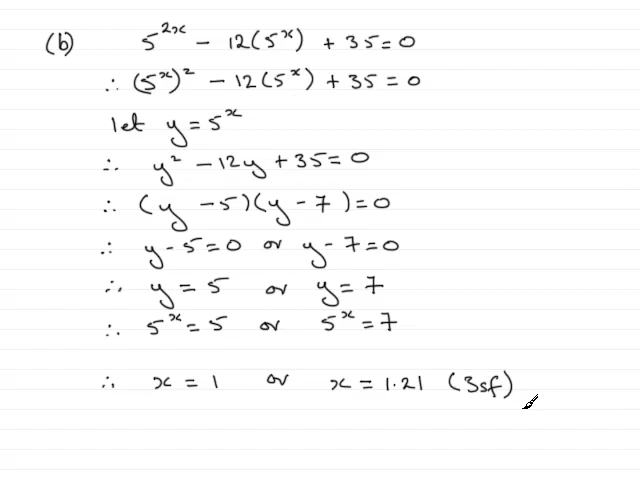 (b) 5^{2x} - 12(5^x) + 35 = 0
∴ (5^x)^2 - 12(5^x) + 35 = 0
let y = 5^x
∴ y^2 - 12y + 35 = 0
∴ (y - 5)(y - 7) = 0
∴ y - 5 = 0 or y - 7 = 0
∴ y = 5 or y = 7
∴ 5^x = 5 or 5^x = 7
∴ x = 1 or x = 1.21 (3sf)